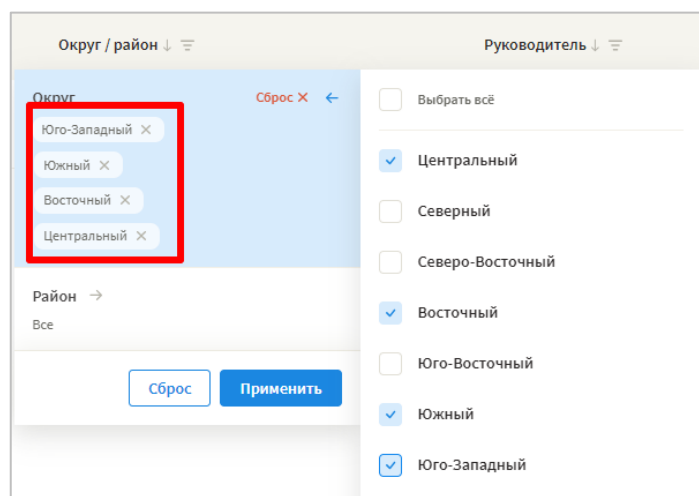 Округ / район
Руководитель
Округ
Сброс
Юго-Западный
Южный
Восточный
Центральный
Район
Все
Сброс
Применить
Выбрать всё
Центральный
Северный
Северо-Восточный
Восточный
Юго-Восточный
Южный
Юго-Западный